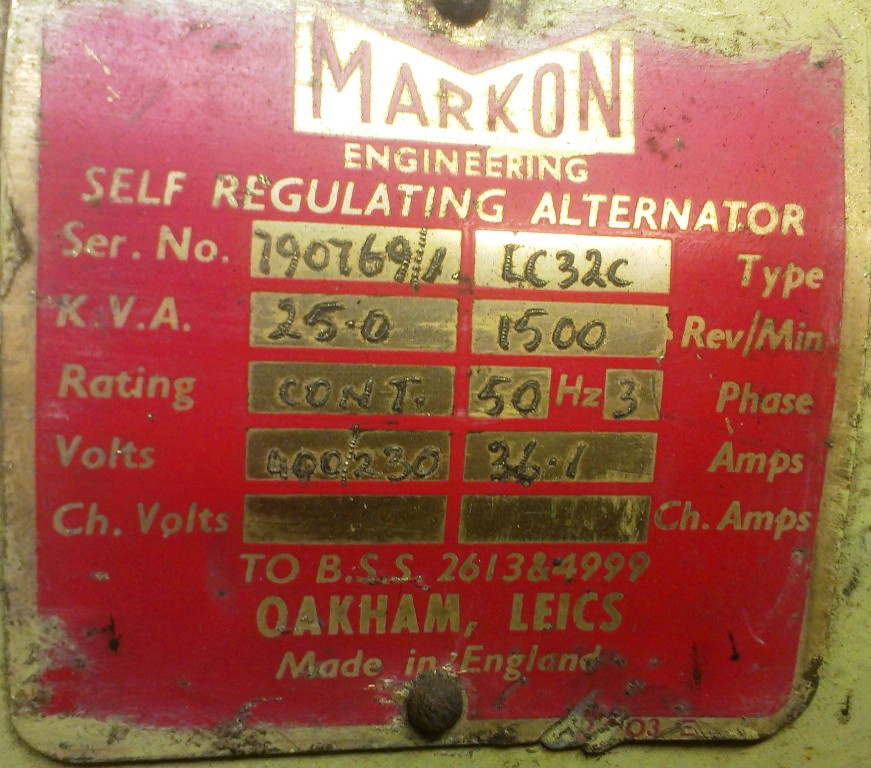 MARKON
ENGINEERING
SELF REGULATING ALTERNATOR
Ser. No. LC32C Type
K.V.A. 25.0 1500 Rev/Min
Rating CONT. 50 Hz 3 Phase
Volts 400/230 36.1 Amps
Ch. Volts Ch. Amps
TO B.S.S. 2613 & 4999
OAKHAM, LEICS
Made in England